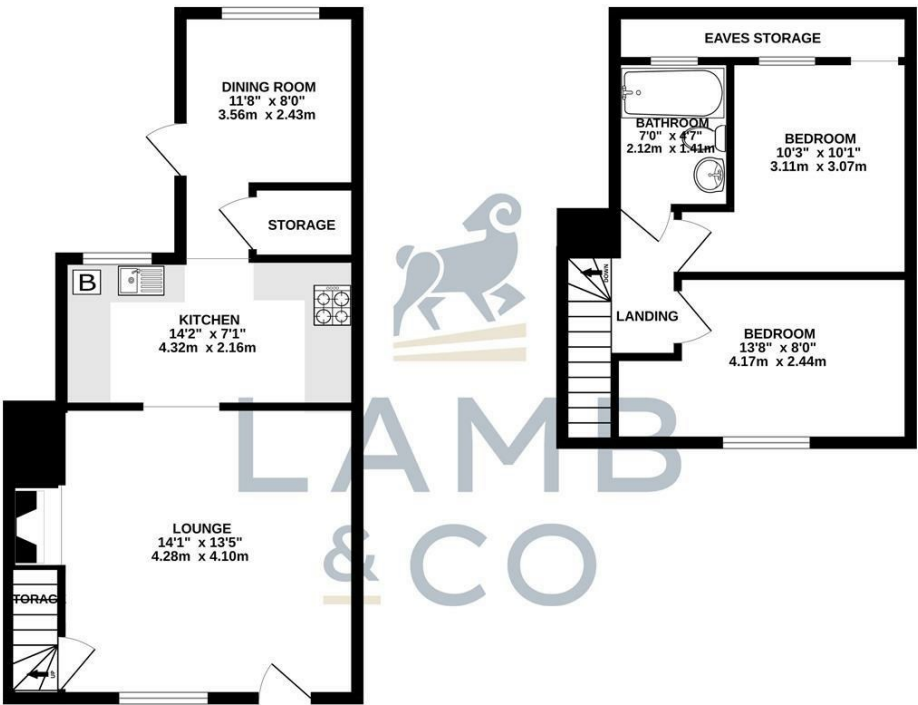 DINING ROOM
11'8" x 8'0"
3.56m x 2.43m
STORAGE
B
KITCHEN
14'2" x 7'1"
4.32m x 2.16m
LOUNGE
14'1" x 13'5"
4.28m x 4.10m
TORAG
UP
EAVES STORAGE
BATHROOM
7'0" x 4'7"
2.12m x 1.41m
BEDROOM
10'3" x 10'1"
3.11m x 3.07m
DOWN
LANDING
BEDROOM
13'8" x 8'0"
4.17m x 2.44m
LAMB
& CO